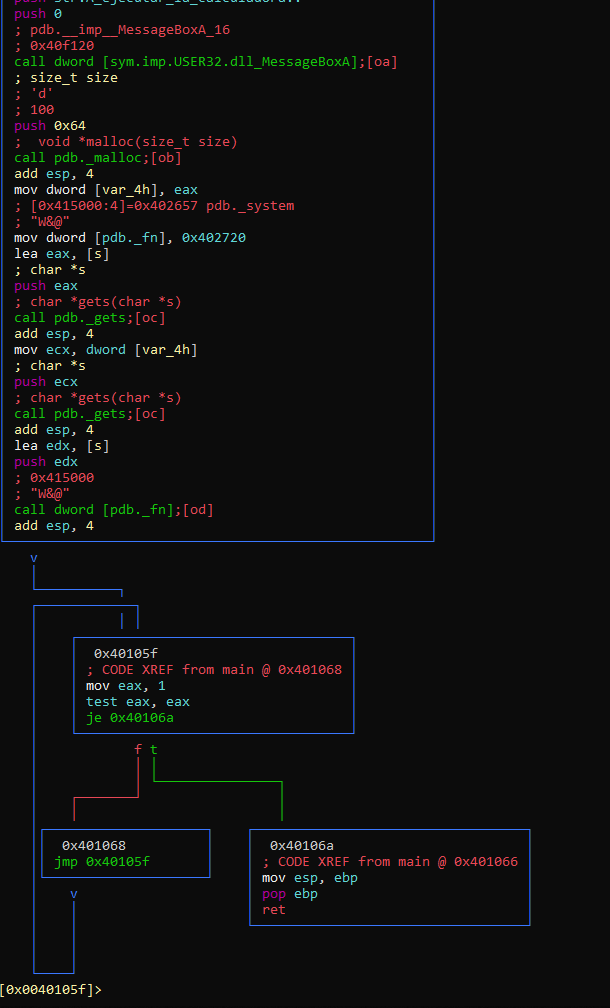 push 0
; pdb.__imp__MessageBoxA_16
; 0x40f120
call dword [sym.imp.USER32.dll_MessageBoxA];[oa]
; size_t size
; 'd'
; 100
push 0x64
;  void *malloc(size_t size)
call pdb._malloc;[ob]
add esp, 4
mov dword [var_4h], eax
; [0x415000:4]=0x402657 pdb._system
; "W&@"
mov dword [pdb._fn], 0x402720
lea eax, [s]
; char *s
push eax
; char *gets(char *s)
call pdb._gets;[oc]
add esp, 4
mov ecx, dword [var_4h]
; char *s
push ecx
; char *gets(char *s)
call pdb._gets;[oc]
add esp, 4
lea edx, [s]
push edx
; 0x415000
; "W&@"
call dword [pdb._fn];[od]
add esp, 4
v
0x40105f
; CODE XREF from main @ 0x401068
mov eax, 1
test eax, eax
je 0x40106a
f t
0x401068
jmp 0x40105f
v
0x40106a
; CODE XREF from main @ 0x401066
mov esp, ebp
pop ebp
ret
[0x0040105f]>